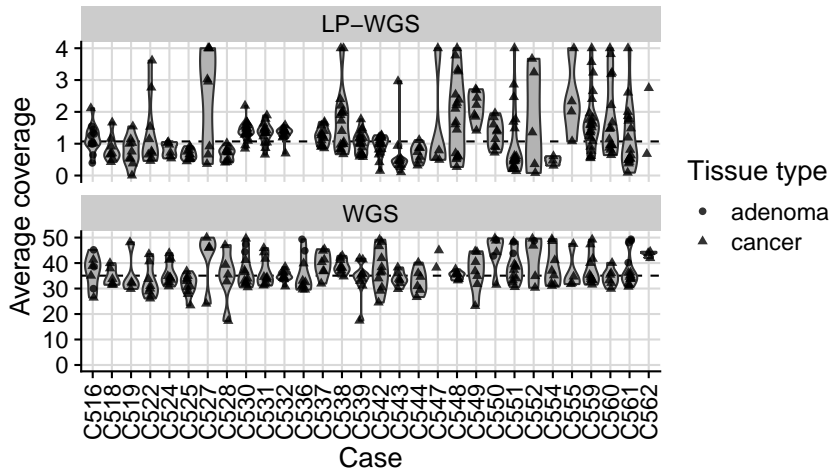 LP−WGS
4
3
2
1
0
WGS
50
40
30
20
10
0
Average coverage
C516
C518
C519
C522
C524
C525
C527
C528
C530
C531
C532
C536
C537
C538
C539
C542
C543
C544
C547
C548
C549
C550
C551
C552
C554
C555
C559
C560
C561
C562
Case
Tissue type
adenoma
cancer